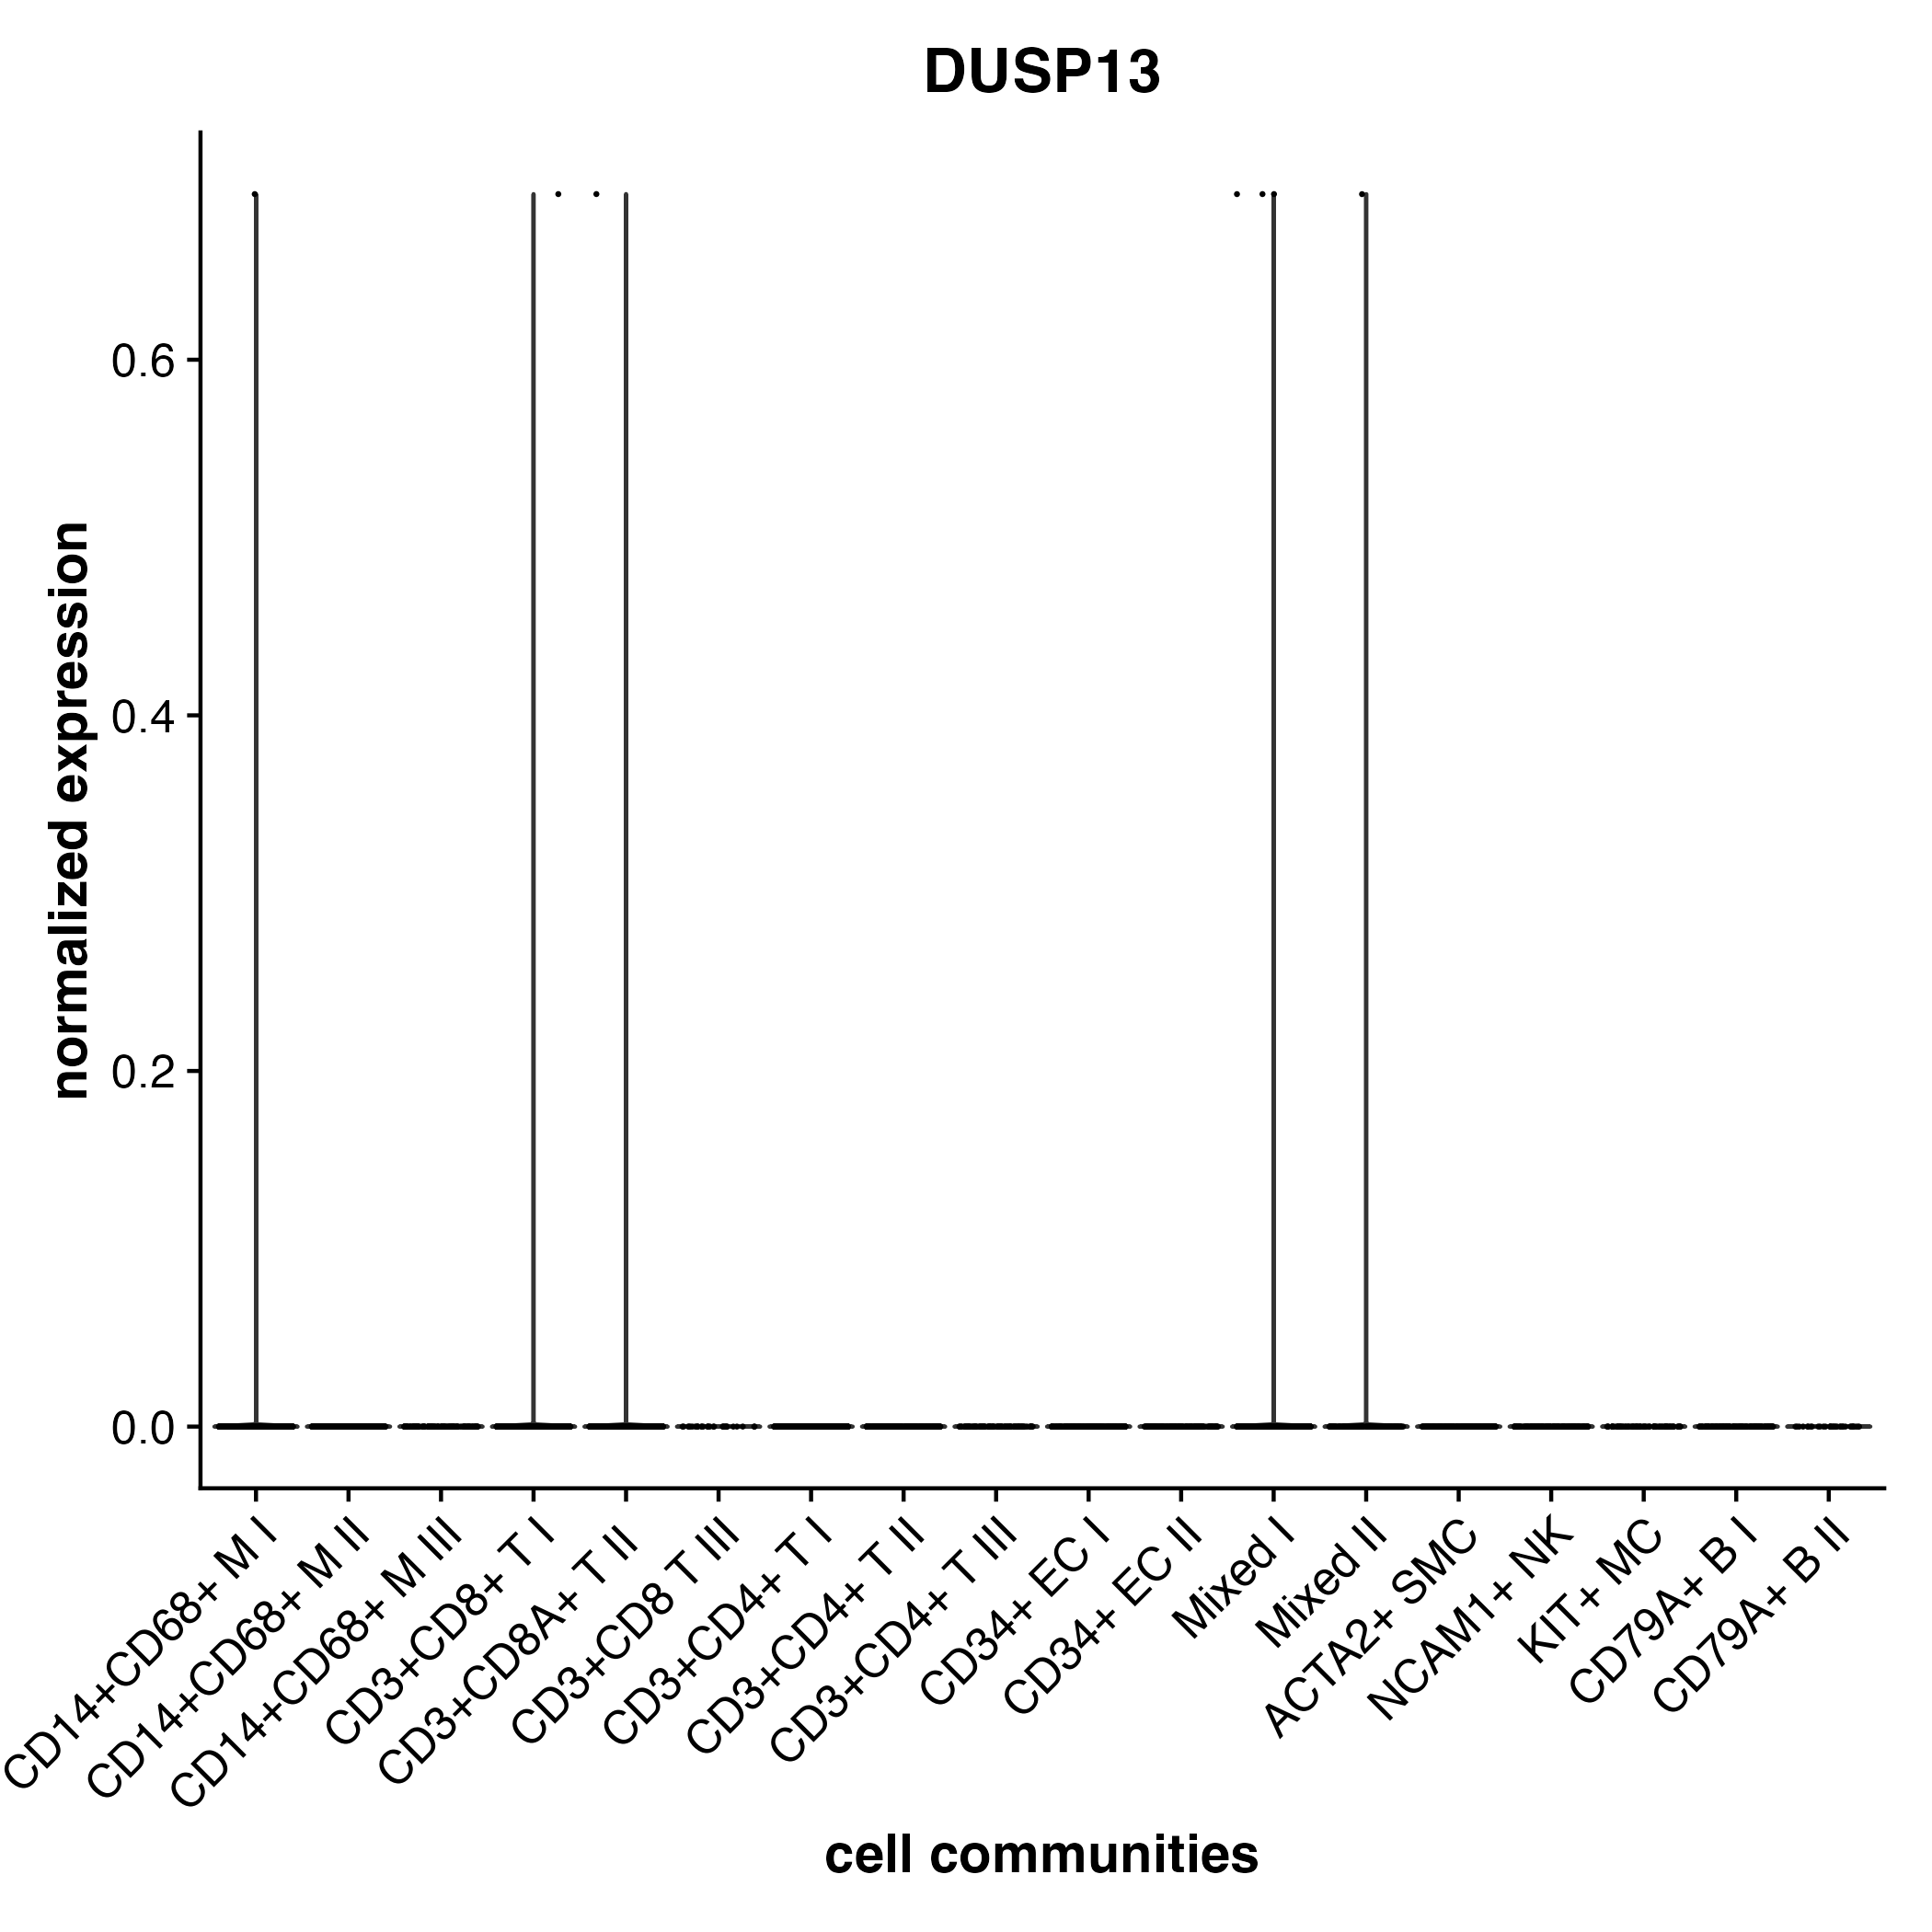 DUSP13
normalized expression
0.6
0.4
0.2
0.0
CD14+CD68+ M I
CD14+CD68+ M II
CD14+CD68+ M III
CD3+CD8+ T I
CD3+CD8A+ T II
CD3+CD8 T III
CD3+CD4+ T I
CD3+CD4+ T II
CD3+CD4+ T III
CD34+ EC I
CD34+ EC II
Mixed I
Mixed II
ACTA2+ SMC
NCAM1+ NK
KIT+ MC
CD79A+ B I
CD79A+ B II
cell communities